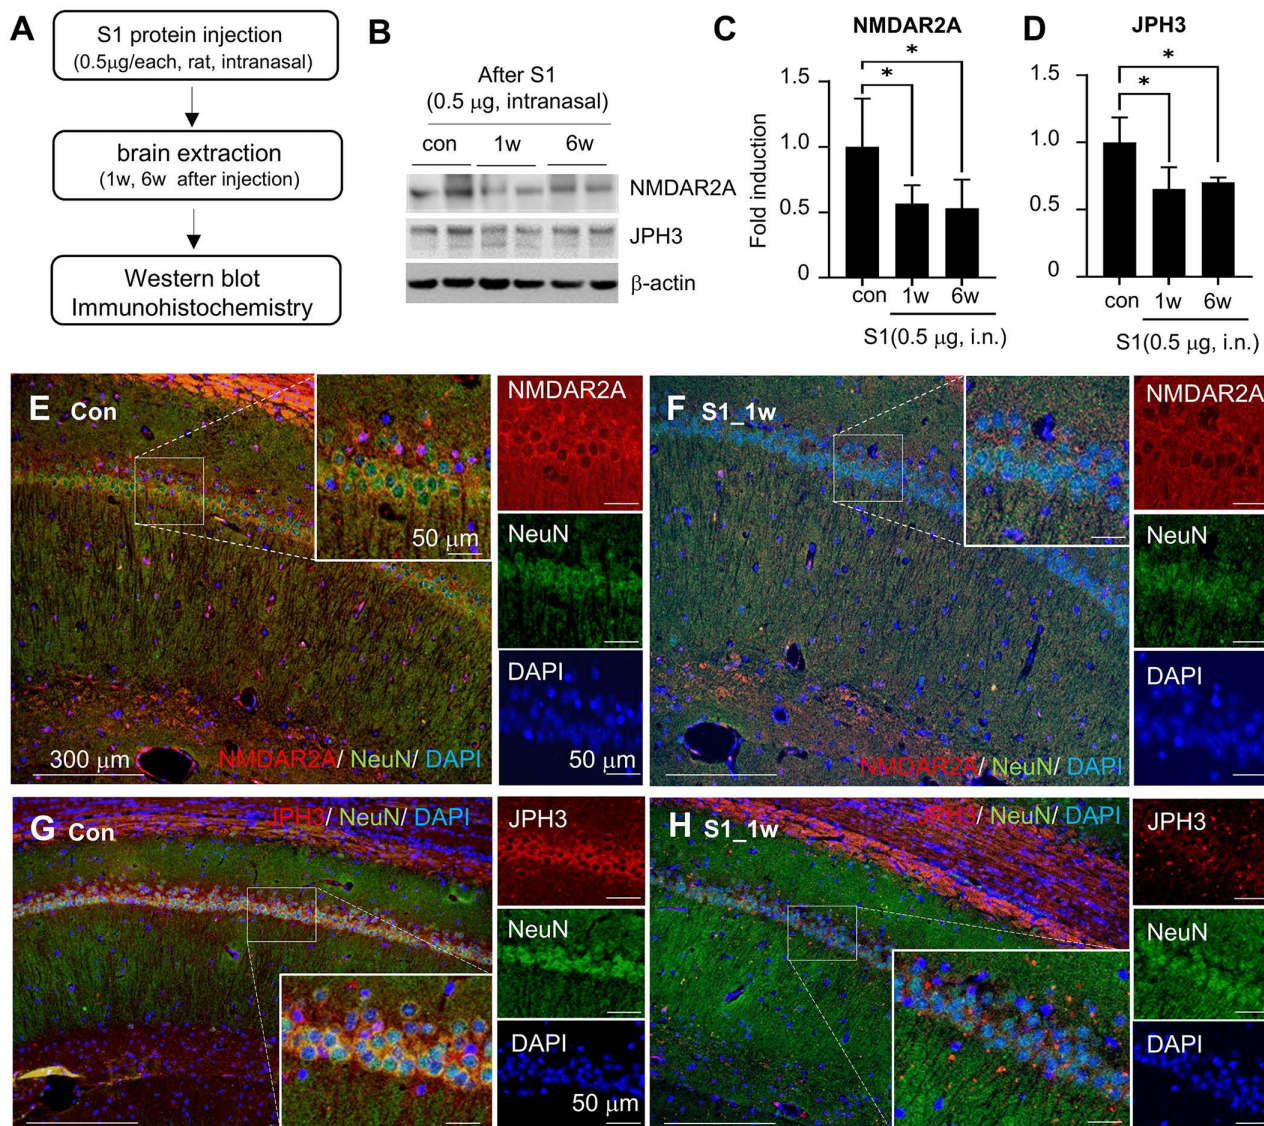 A
S1 protein injection
(0.5μg/each, rat, intranasal)
brain extraction
(1w, 6w after injection)
Western blot
Immunohistochemistry
B
After S1
(0.5 μg, intranasal)
con 1w 6w
NMDAR2A
JPH3
β-actin
C
NMDAR2A
*
*
Fold induction
1.5
1.0
0.5
0
con 1w 6w
S1(0.5 μg, i.n.)
D
JPH3
*
*
1.5
1.0
0.5
0
con 1w 6w
S1(0.5 μg, i.n.)
E Con
50 μm
300 μm
NMDAR2A/ NeuN/ DAPI
NMDAR2A
NeuN
DAPI
50 μm
F S1_1w
NMDAR2A/ NeuN/ DAPI
NMDAR2A
NeuN
DAPI
G Con
JPH3/ NeuN/ DAPI
JPH3
NeuN
DAPI
50 μm
H S1_1w
JPH3/ NeuN/ DAPI
JPH3
NeuN
DAPI